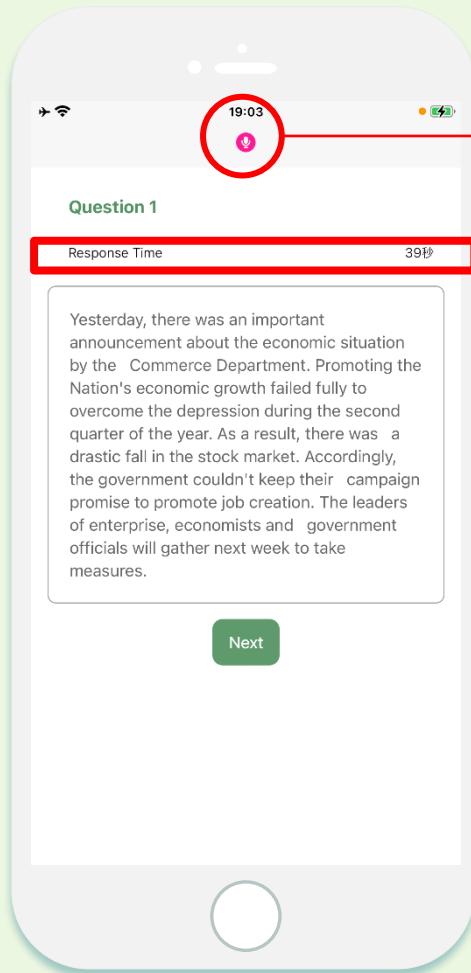 19:03
Question 1
Response Time 39秒
Yesterday, there was an important
announcement about the economic situation
by the Commerce Department. Promoting the
Nation's economic growth failed fully to
overcome the depression during the second
quarter of the year. As a result, there was a
drastic fall in the stock market. Accordingly,
the government couldn't keep their campaign
promise to promote job creation. The leaders
of enterprise, economists and government
officials will gather next week to take
measures.
Next